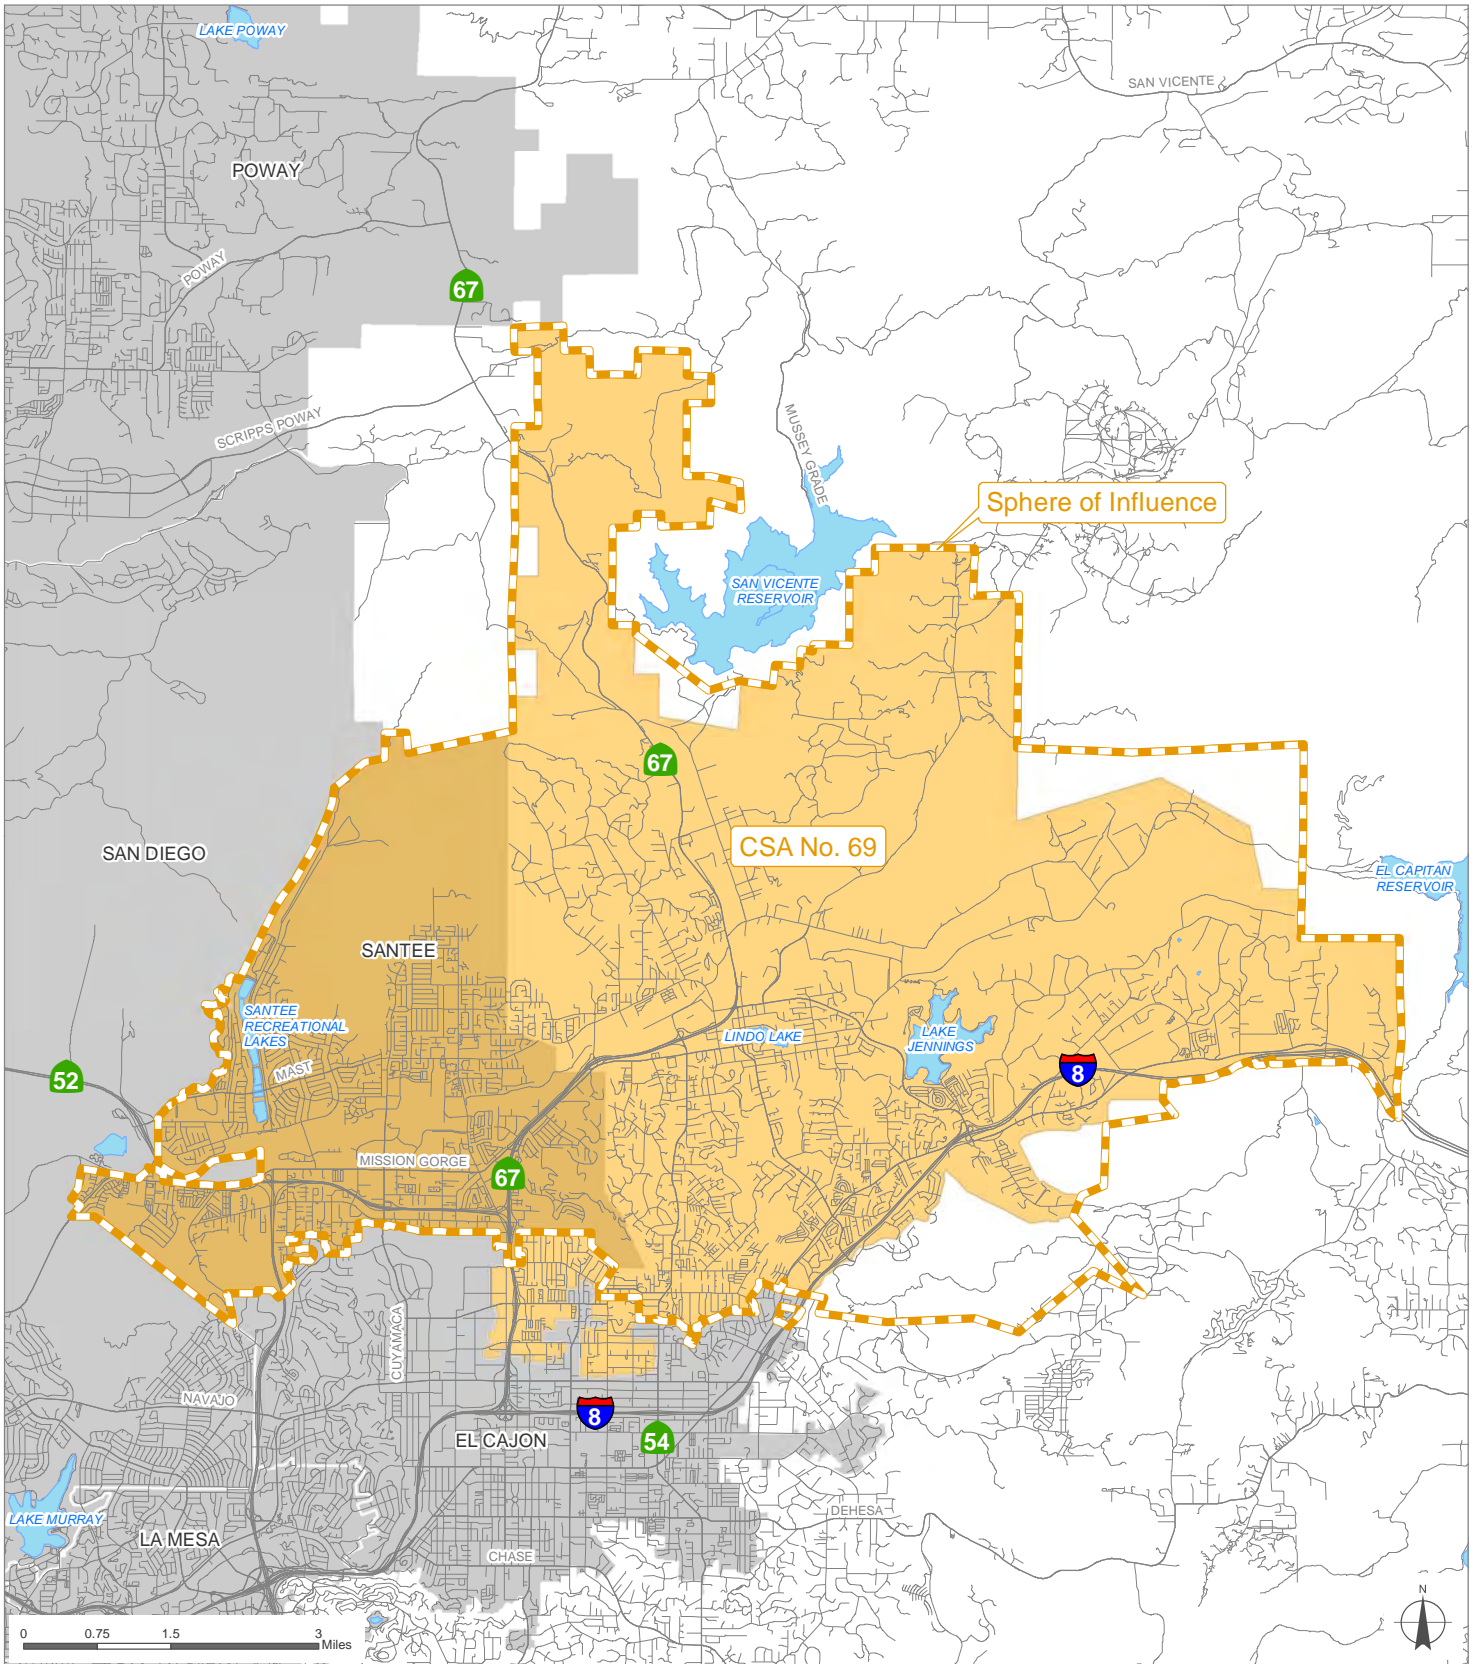 LAKE POWAY
SAN VICENTE
POWAY
POWAY
67
SCRIPPS POWAY
MUSSEY GRADE
Sphere of Influence
SAN VICENTE
RESERVOIR
67
CSA No. 69
SAN DIEGO
EL CAPITAN
RESERVOIR
SANTEE
SANTEE
RECREATIONAL
LAKES
LINDO LAKE
LAKE
JENNINGS
MAST
52
8
MISSION GORGE
67
CUYAMACA
NAVAJO
8
EL CAJON
54
LAKE MURRAY
DEHESA
LA MESA
CHASE
N
0 0.75 1.5 3
Miles